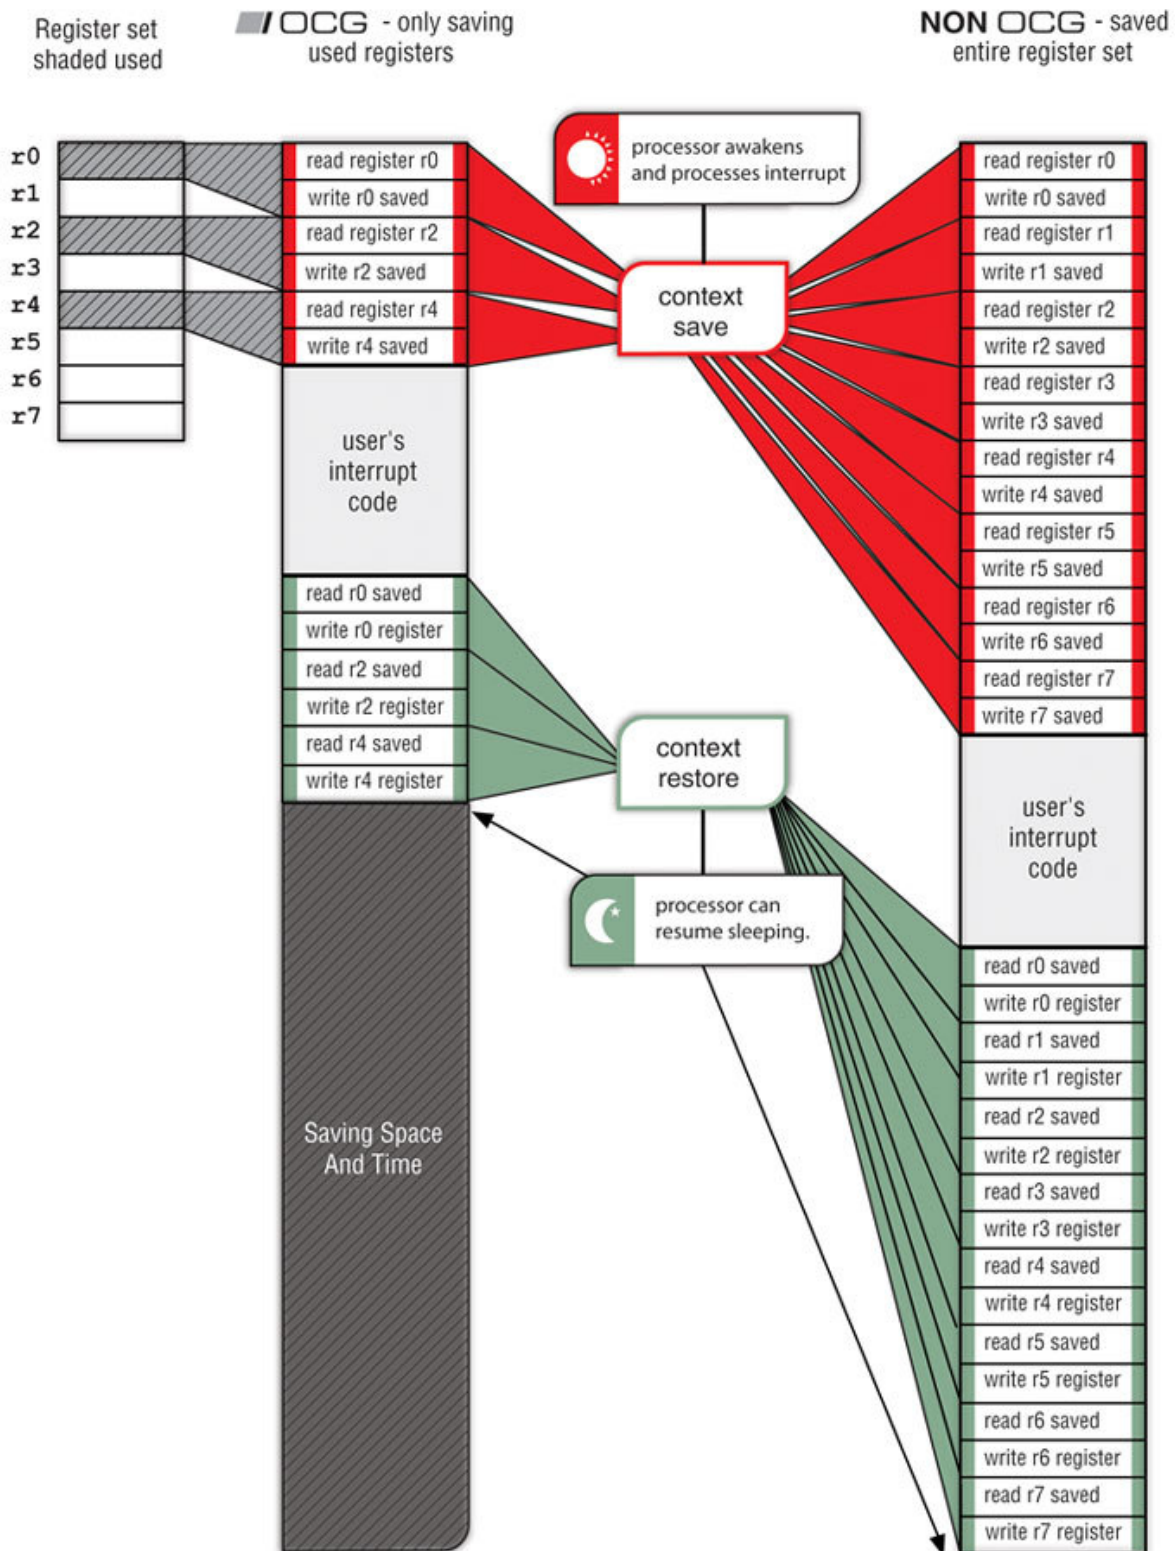 Register set
shaded used
OCG - only saving
used registers
NON OCG - saved
entire register set
r0
r1
r2
r3
r4
r5
r6
r7
read register r0
write r0 saved
read register r2
write r2 saved
read register r4
write r4 saved
user's
interrupt
code
read r0 saved
write r0 register
read r2 saved
write r2 register
read r4 saved
write r4 register
Saving Space
And Time
processor awakens
and processes interrupt
context
save
context
restore
processor can
resume sleeping.
read register r0
write r0 saved
read register r1
write r1 saved
read register r2
write r2 saved
read register r3
write r3 saved
read register r4
write r4 saved
read register r5
write r5 saved
read register r6
write r6 saved
read register r7
write r7 saved
user's
interrupt
code
read r0 saved
write r0 register
read r1 saved
write r1 register
read r2 saved
write r2 register
read r3 saved
write r3 register
read r4 saved
write r4 register
read r5 saved
write r5 register
read r6 saved
write r6 register
read r7 saved
write r7 register